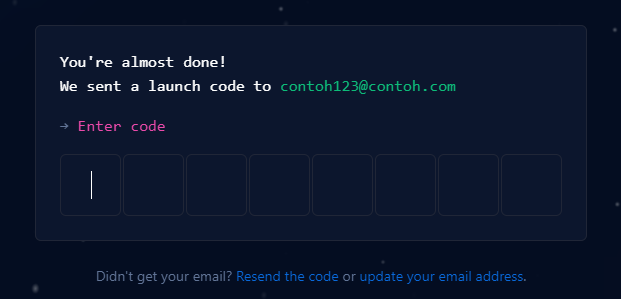 You're almost done!
We sent a launch code to contoh123@contoh.com
→ Enter code
Didn't get your email? Resend the code or update your email address.